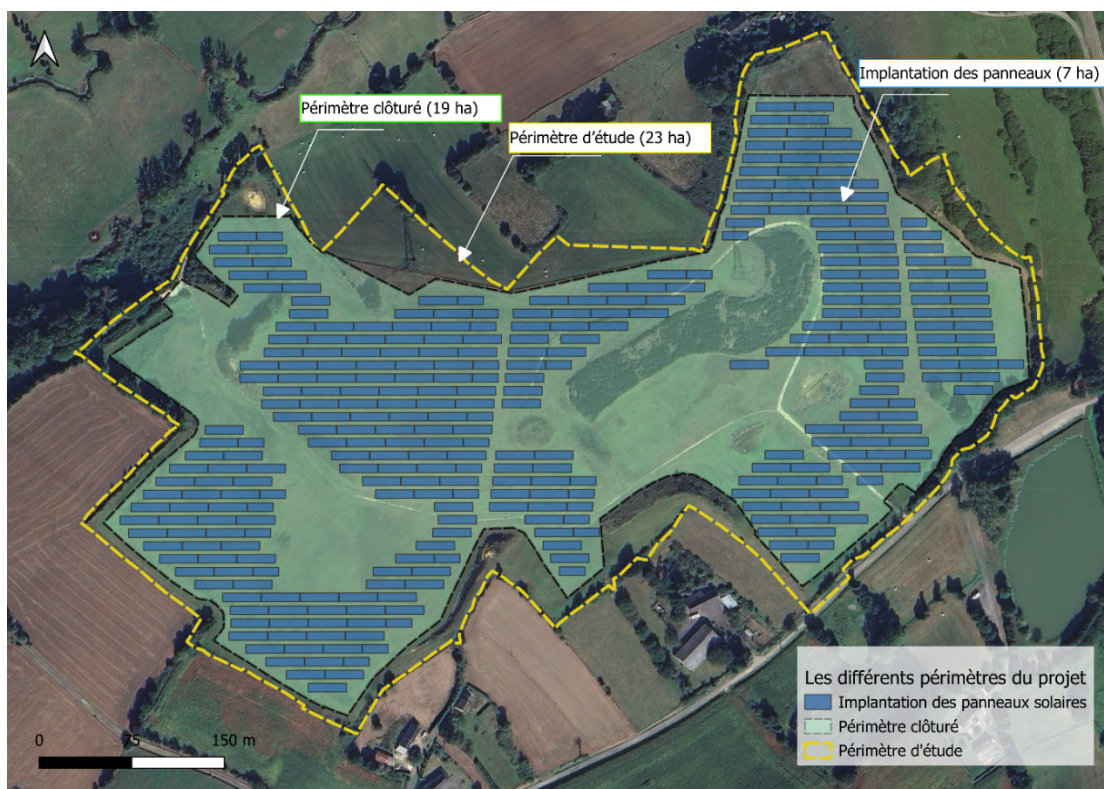 Implantation des panneaux (7 ha)
Périmètre clôturé (19 ha)
Périmètre d'étude (23 ha)
Les différents périmètres du projet
Implantation des panneaux solaires
Périmètre clôturé
Périmètre d'étude
0 75 150 m